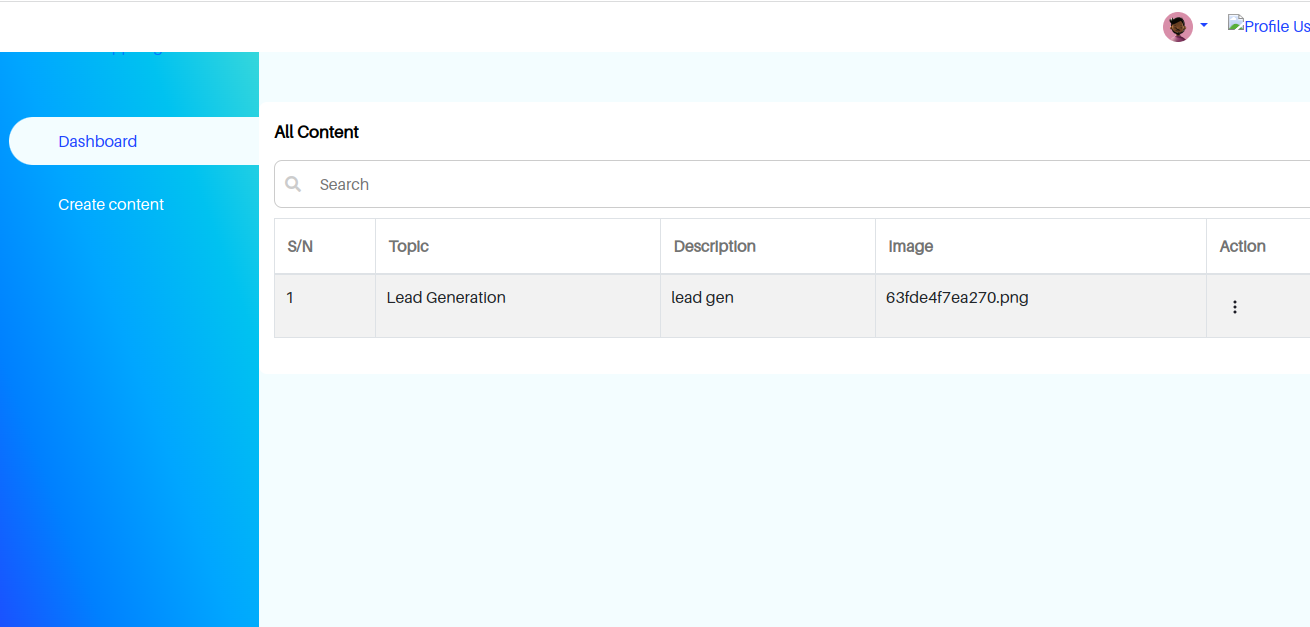 Profile Us
Dashboard
Create content
All Content
Search
S/N Topic Description Image Action
1 Lead Generation lead gen 63fde4f7ea270.png